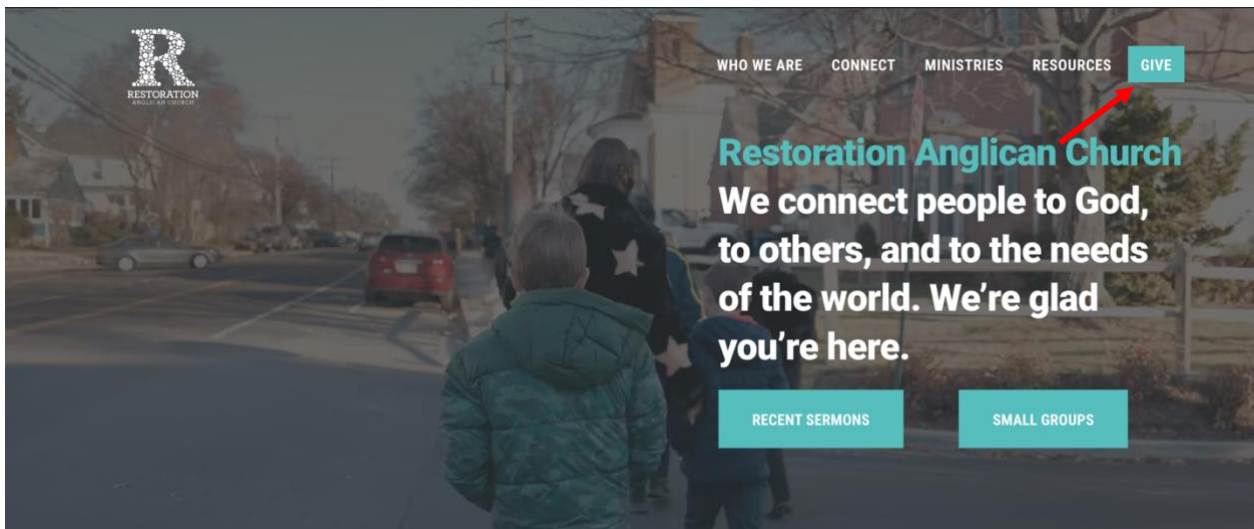 R
RESTORATION
ANGLICAN CHURCH
WHO WE ARE CONNECT MINISTRIES RESOURCES GIVE
Restoration Anglican Church
We connect people to God,
to others, and to the needs
of the world. We’re glad
you’re here.
RECENT SERMONS SMALL GROUPS